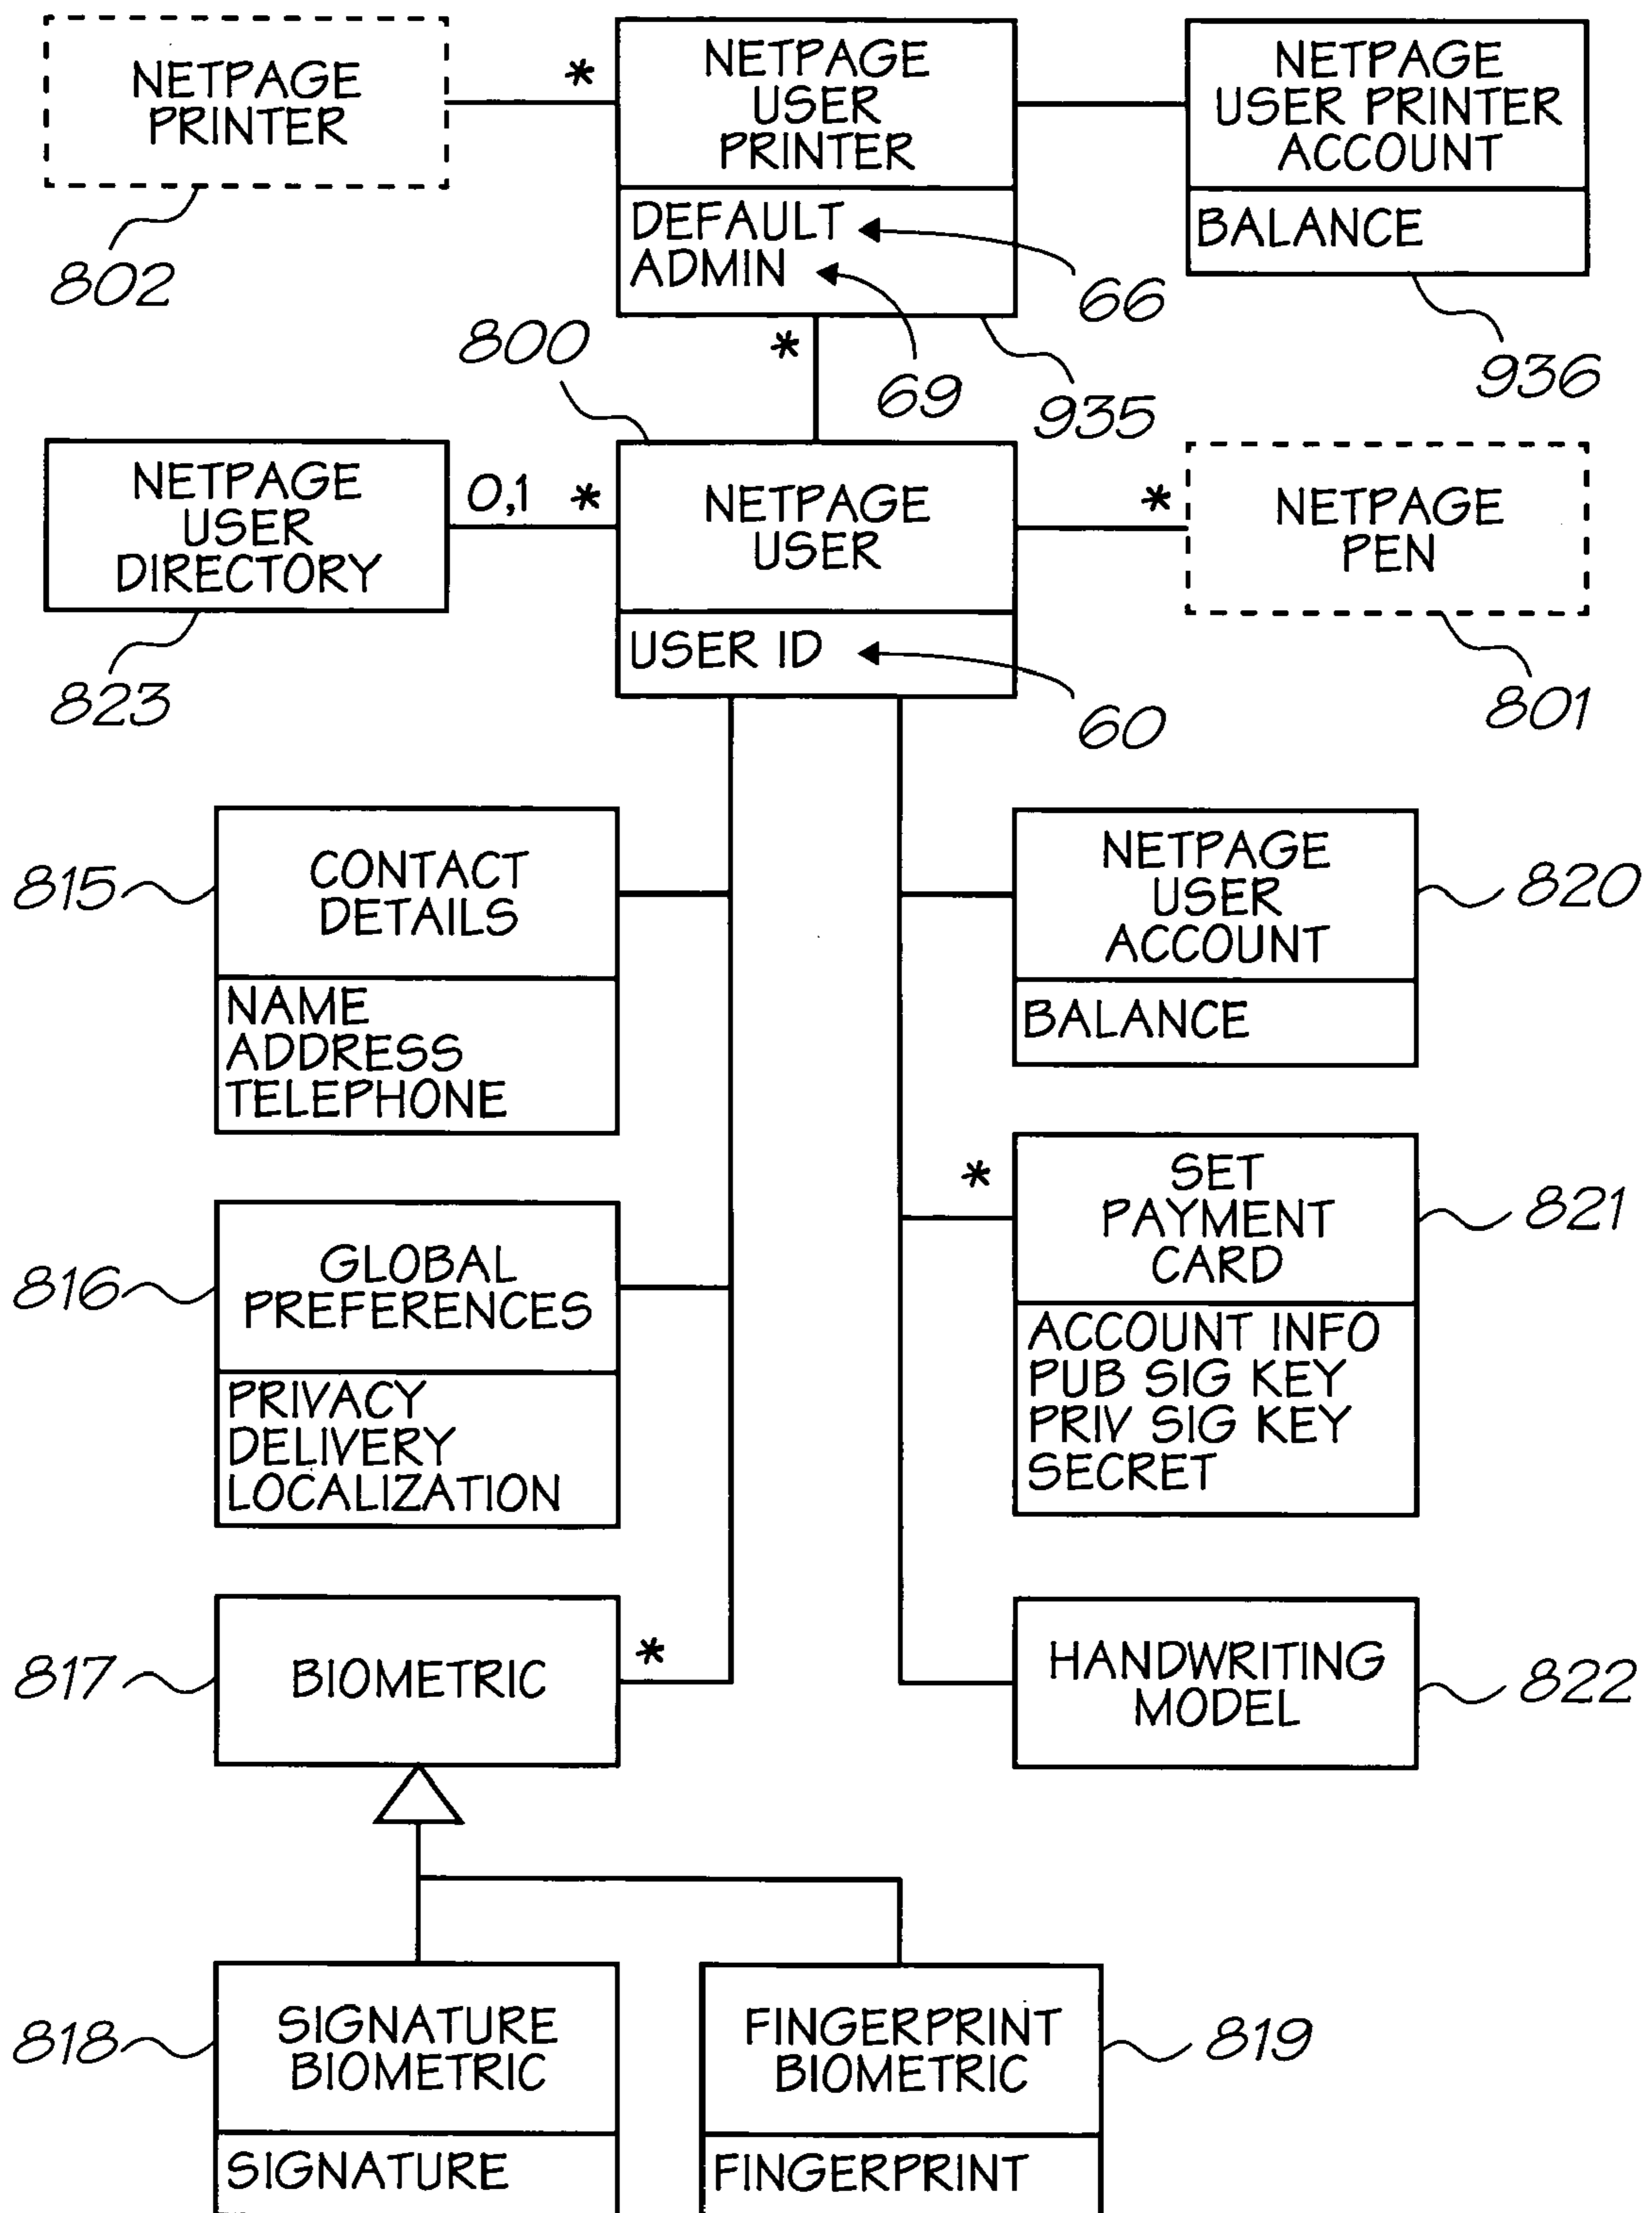 NETPAGE
PRINTER
802
*
NETPAGE
USER
PRINTER
DEFAULT
ADMIN
66
69
935
*
NETPAGE
USER PRINTER
ACCOUNT
BALANCE
936
800
NETPAGE
USER
DIRECTORY
823
0,1 *
NETPAGE
USER
USER ID
60
*
NETPAGE
PEN
801
815
CONTACT
DETAILS
NAME
ADDRESS
TELEPHONE
NETPAGE
USER
ACCOUNT
BALANCE
820
816
GLOBAL
PREFERENCES
PRIVACY
DELIVERY
LOCALIZATION
*
SET
PAYMENT
CARD
ACCOUNT INFO
PUB SIG KEY
PRIV SIG KEY
SECRET
821
817
BIOMETRIC
*
HANDWRITING
MODEL
822
818
SIGNATURE
BIOMETRIC
SIGNATURE
FINGERPRINT
BIOMETRIC
FINGERPRINT
819